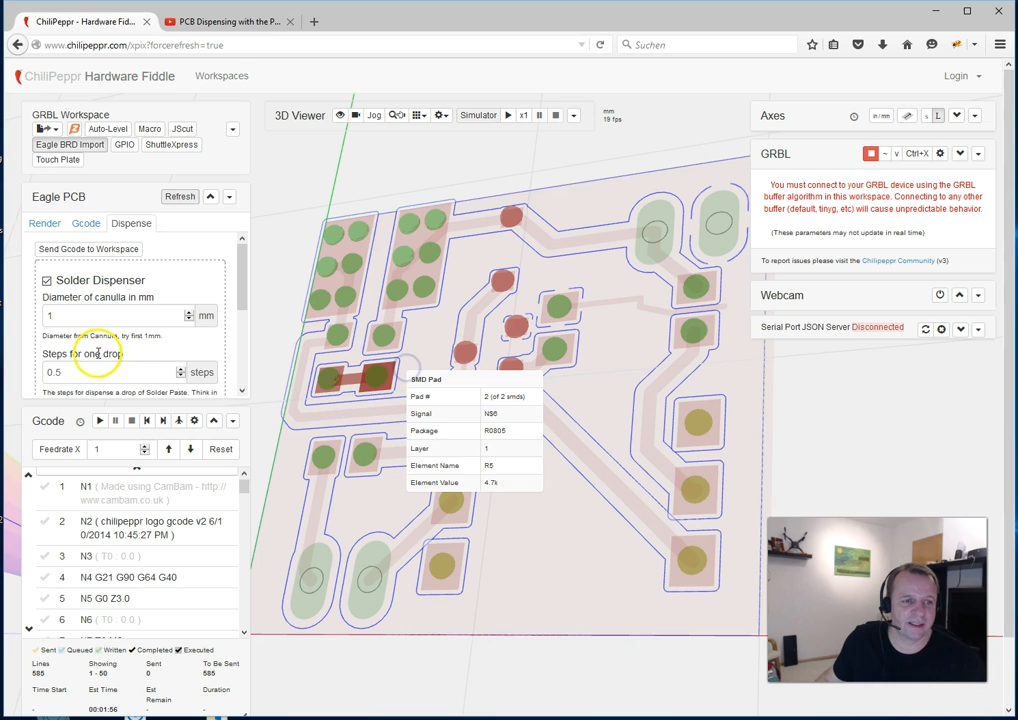 ChiliPeppr - Hardware Fiddle
PCB Dispensing with the P...
www.chilipeppr.com/xpix?forcerefresh=true
Suchen
ChiliPeppr Hardware Fiddle
Workspaces
Login
GRBL Workspace
Auto-Level
Macro
JScut
Eagle BRD Import
GPIO
ShuttleXpress
Touch Plate
Eagle PCB
Refresh
Render
Gcode
Dispense
Send Gcode to Workspace
Solder Dispenser
Diameter of canulla in mm
1
mm
Diameter from Cannula, try first 1mm.
Steps for one drop
0.5
steps
The steps for dispense a drop of Solder Paste. Think in
Gcode
Feedrate X
1
Reset
1 N1 ( Made using CamBam - http://
www.cambam.co.uk )
2 N2 ( chilipeppr logo gcode v2 6/1
0/2014 10:45:27 PM )
3 N3 ( T0 : 0.0 )
4 N4 G21 G90 G64 G40
5 N5 G0 Z3.0
6 N6 ( T0 : 0.0 )
Sent Queued Written Completed Executed
Lines Showing Sent To Be Sent
585 1 - 50 0 585
Time Start Est Time Est Remain Duration
- 00:01:56 - -
3D Viewer
Jog
Simulator
x1
mm
19 fps
SMD Pad
Pad # 2 (of 2 smds)
Signal N$6
Package R0805
Layer 1
Element Name R5
Element Value 4.7k
Axes
in / mm
s L
GRBL
~ v Ctrl+X
You must connect to your GRBL device using the GRBL
buffer algorithm in this workspace. Connecting to any other
buffer (default, tinyg, etc) will cause unpredictable behavior.
(These parameters may not update in real time)
To report issues please visit the Chilipeppr Community (v3)
Webcam
Serial Port JSON Server Disconnected